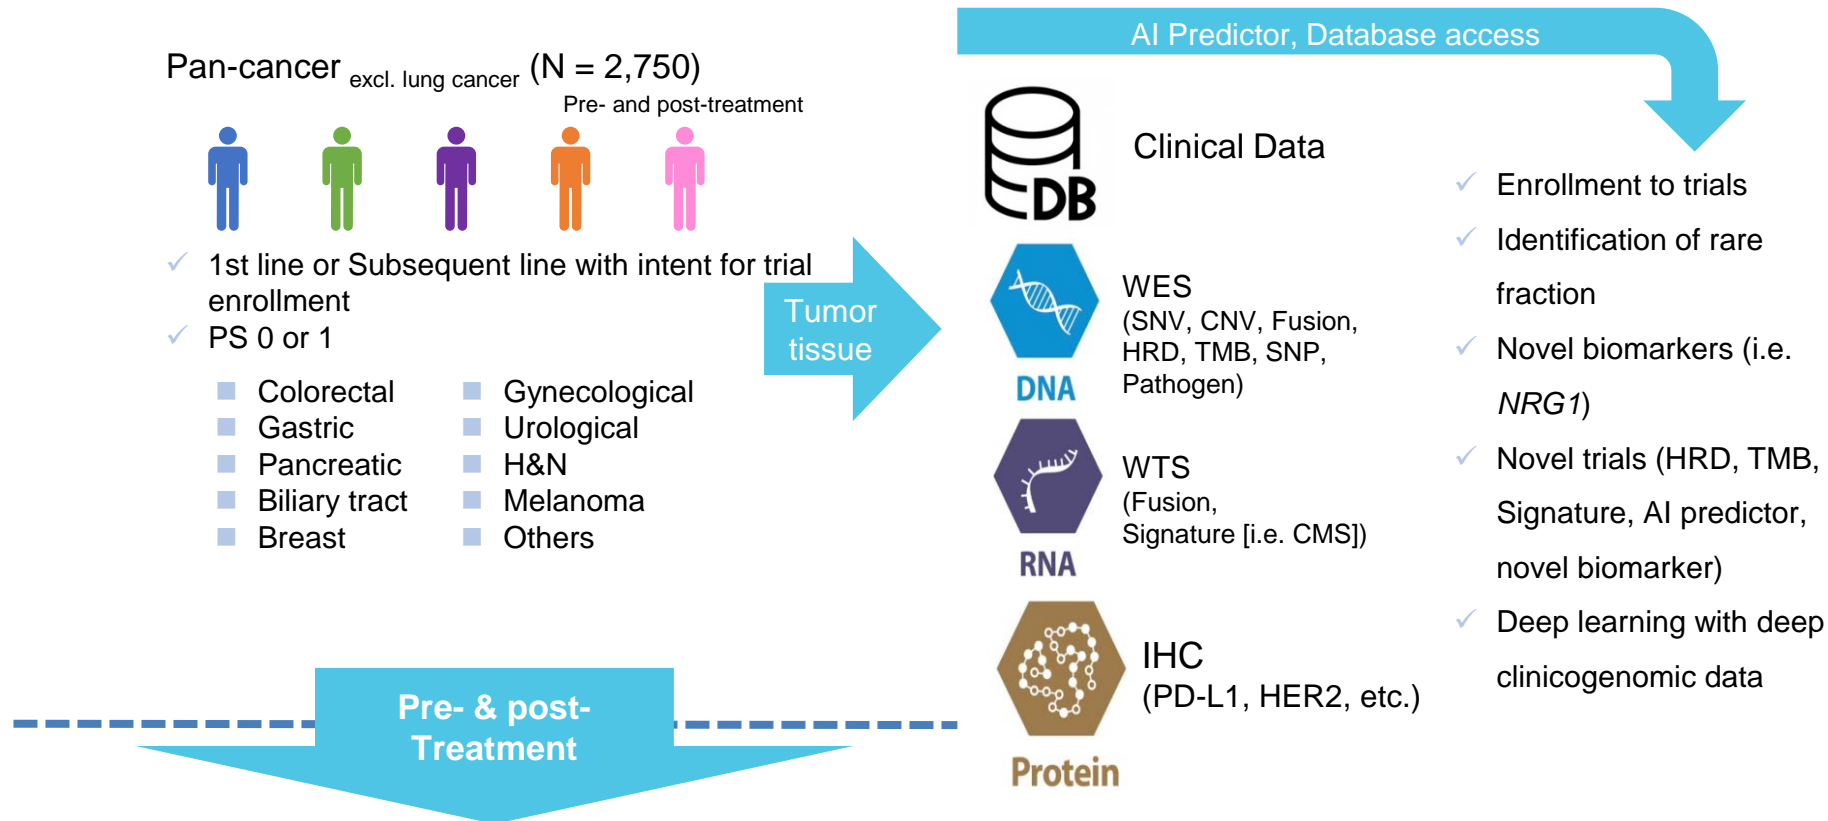 Pan-cancer excl. lung cancer (N = 2,750)
Pre- and post-treatment
1st line or Subsequent line with intent for trial
enrollment
PS 0 or 1
Colorectal
Gastric
Pancreatic
Biliary tract
Breast
Gynecological
Urological
H&N
Melanoma
Others
Pre- & post-
Treatment
Tumor
tissue
AI Predictor, Database access
DB
Clinical Data
DNA
WES
(SNV, CNV, Fusion,
HRD, TMB, SNP,
Pathogen)
RNA
WTS
(Fusion,
Signature [i.e. CMS])
Protein
IHC
(PD-L1, HER2, etc.)
Enrollment to trials
Identification of rare
fraction
Novel biomarkers (i.e.
NRG1)
Novel trials (HRD, TMB,
Signature, AI predictor,
novel biomarker)
Deep learning with deep
clinicogenomic data